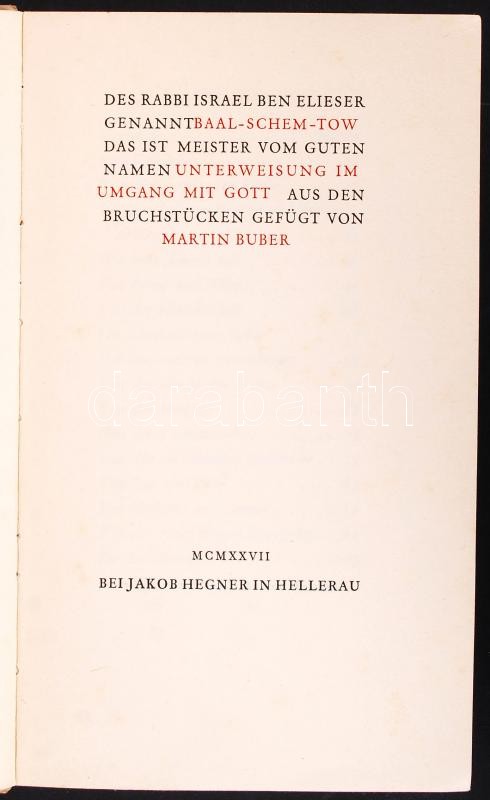 DES RABBI ISRAEL BEN ELIESER
GENANNT BAAL-SCHEM-TOW
DAS IST MEISTER VOM GUTEN
NAMEN UNTERWEISUNG IM
UMGANG MIT GOTT AUS DEN
BRUCHSTÜCKEN GEFÜGT VON
MARTIN BUBER
darabanth
MCMXXVII
BEI JAKOB HEGNER IN HELLERAU